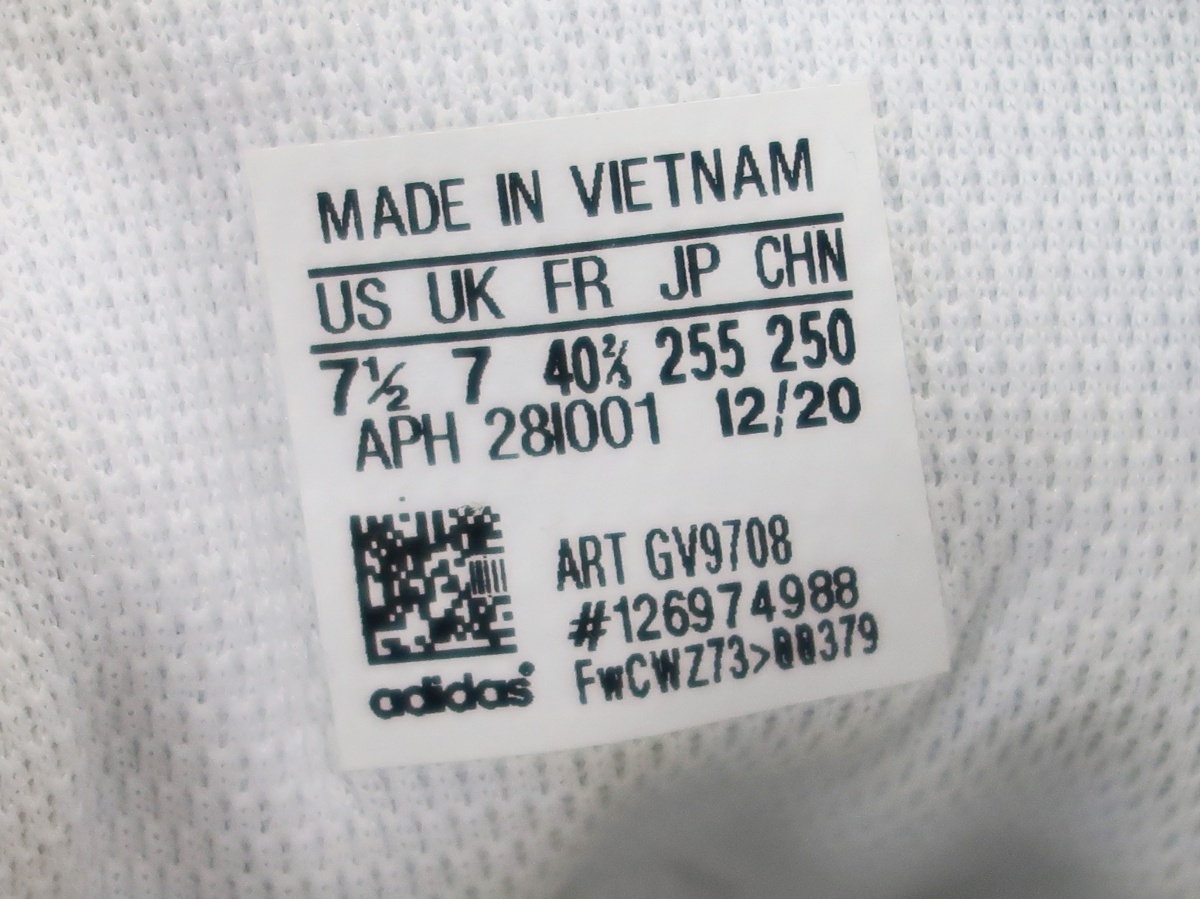 MADE IN VIETNAM
US UK FR JP CHN
7½ 7 40⅔ 255 250
APH 28I001 12/20
ART GV9708
#126974988
FwCWZ73>00379
adidas